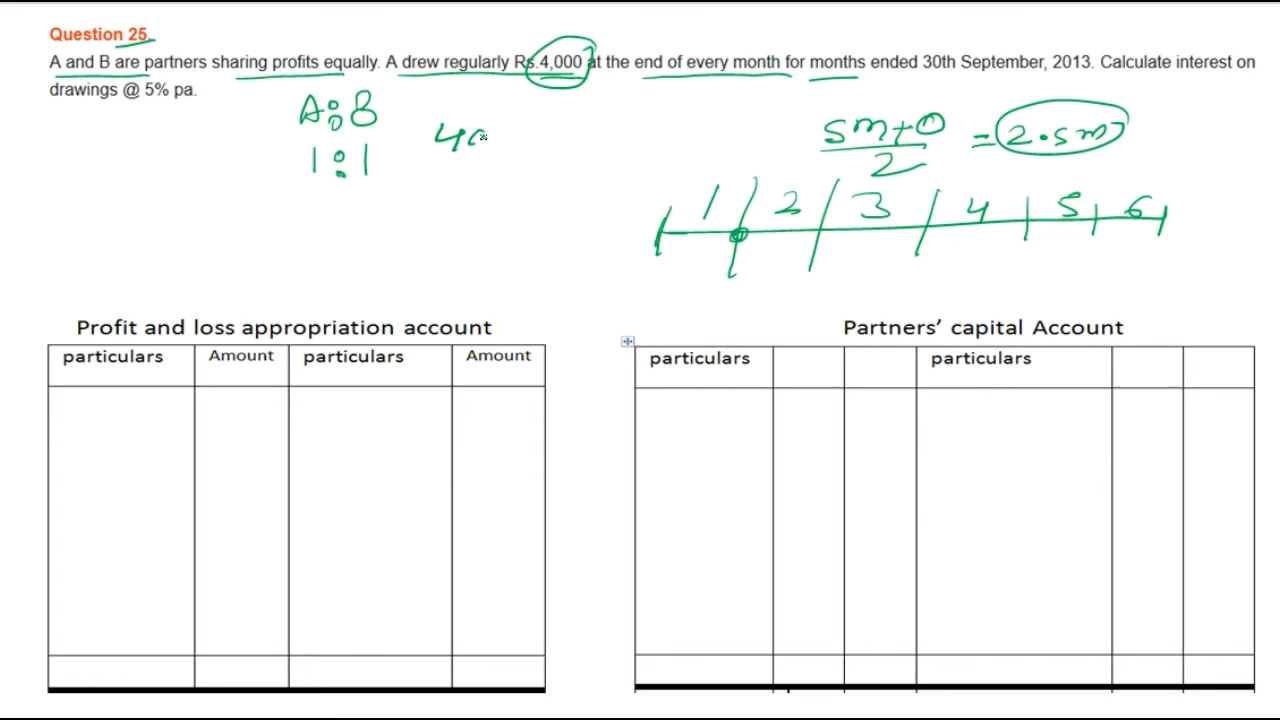 Question 25.
A and B are partners sharing profits equally. A drew regularly Rs.4,000 at the end of every month for months ended 30th September, 2013. Calculate interest on
drawings @ 5% pa.
A : B
1 : 1
5m+0
2
= 2.5m
1 2 3 4 5 6
Profit and loss appropriation account
particulars Amount particulars Amount
Partners' capital Account
particulars particulars